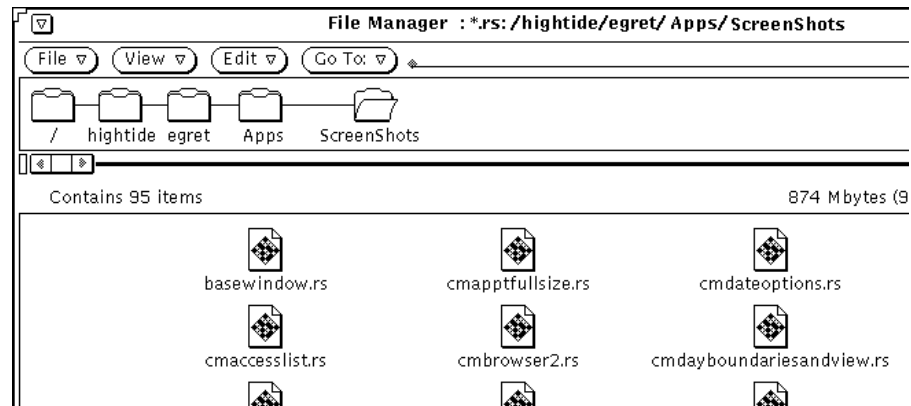 File Manager : *.rs: /hightide/egret/ Apps/ ScreenShots
File View Edit Go To:
/ hightide egret Apps ScreenShots
Contains 95 items 874 Mbytes (9
basewindow.rs cmapptfullsize.rs cmdateoptions.rs
cmaccesslist.rs cmbrowser2.rs cmdayboundariesandview.rs